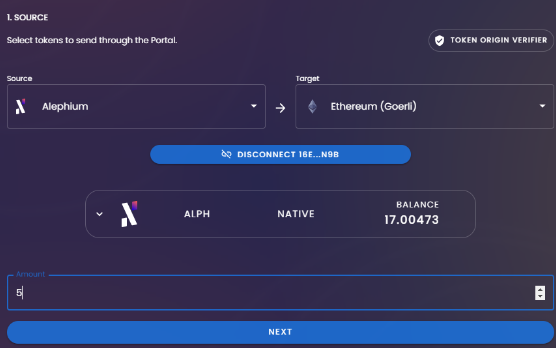 1. SOURCE
Select tokens to send through the Portal.
TOKEN ORIGIN VERIFIER
Source
Target
Alephium
Ethereum (Goerli)
DISCONNECT 16E...N9B
ALPH
NATIVE
BALANCE
17.00473
Amount
5
NEXT